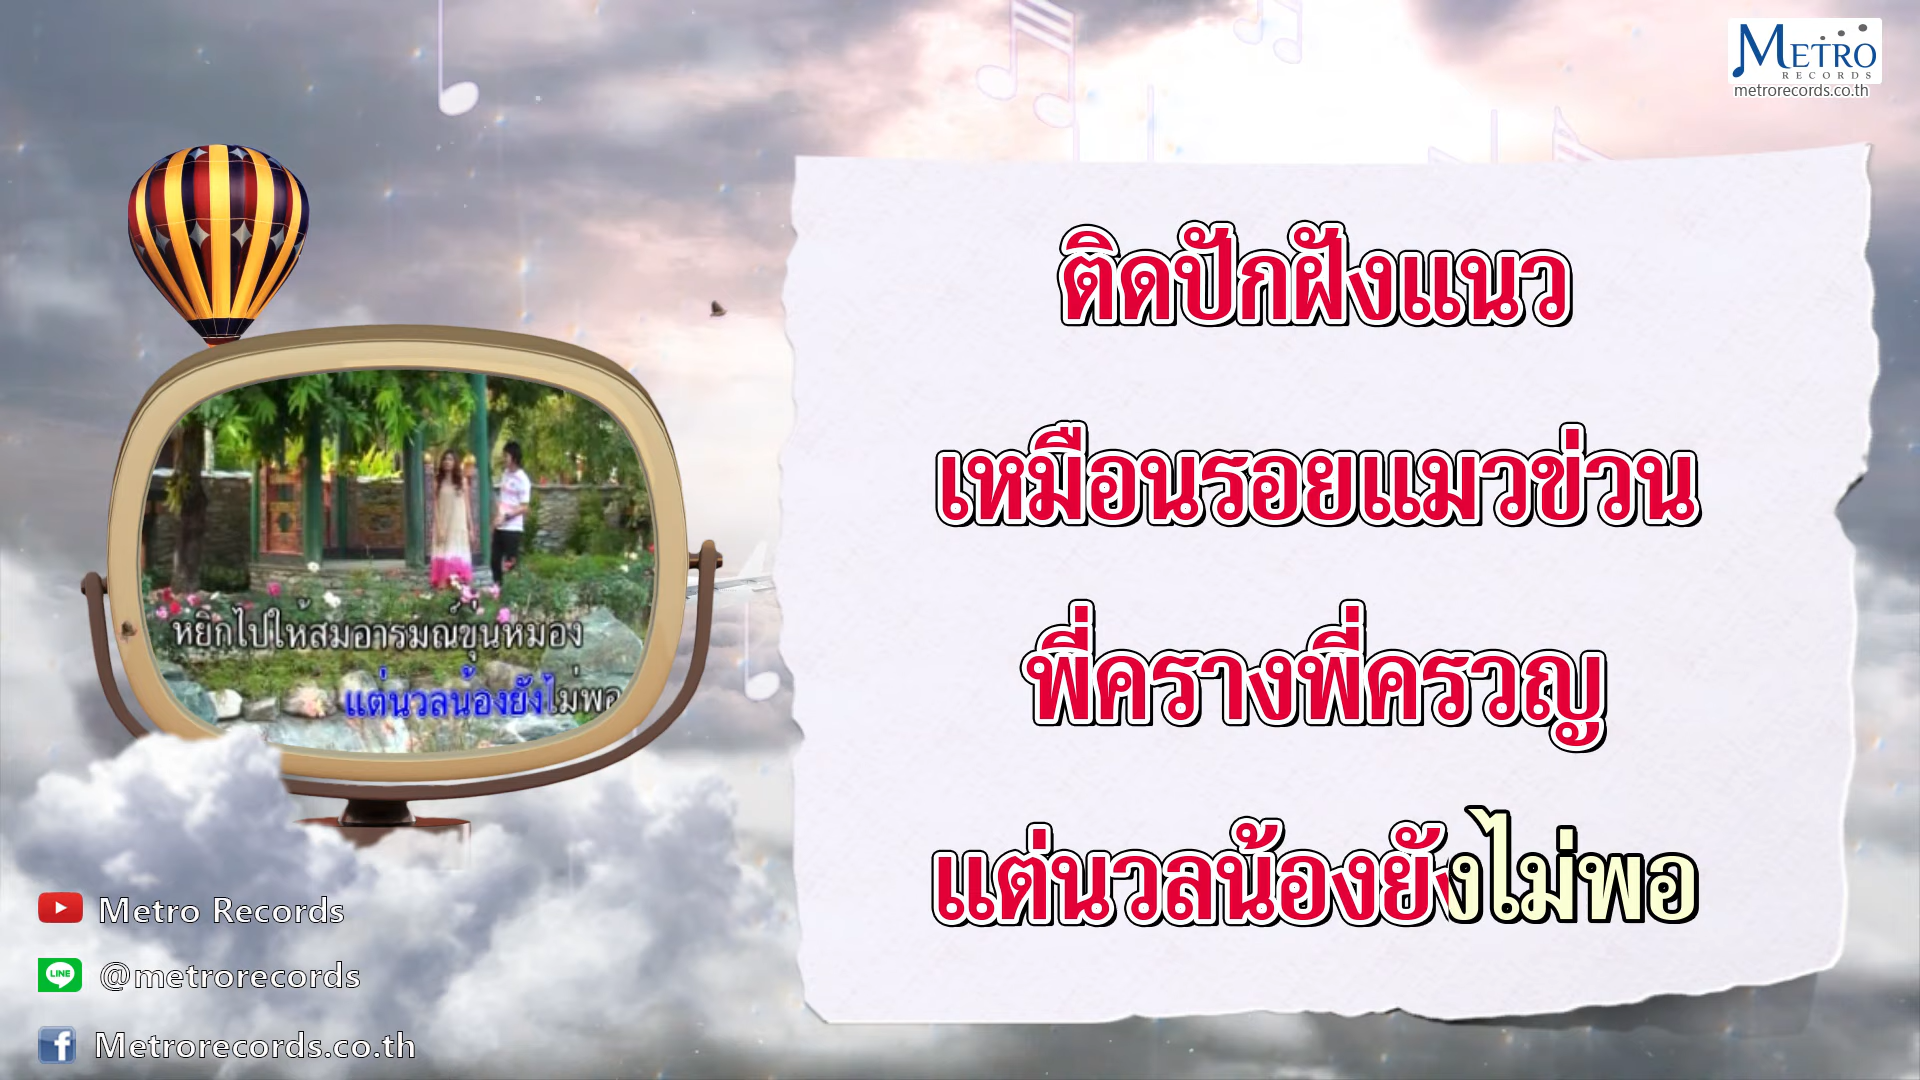 METRO
RECORDS
metrorecords.co.th
ติดปักฝังแนว
เหมือนรอยแมวข่วน
พี่ครางพี่ครวญ
แต่นวลน้องยังไม่พอ
หยิกไปให้สมอารมณ์ขุ่นหมอง
แต่นวลน้องยังไม่พอ
Metro Records
LINE
@metrorecords
Metrorecords.co.th